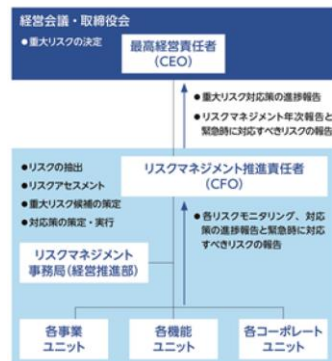 経営会議・取締役会
●重大リスクの決定
最高経営責任者
(CEO)
●重大リスク対応策の進捗報告
●リスクマネジメント年次報告と
緊急時に対応すべきリスクの報告
●リスクの抽出
●リスクアセスメント
●重大リスク候補の策定
●対応策の策定・実行
リスクマネジメント推進責任者
(CFO)
●各リスクモニタリング、対応
策の進捗報告と緊急時に対応
すべきリスクの報告
リスクマネジメント
事務局(経営推進部)
各事業
ユニット
各機能
ユニット
各コーポレート
ユニット